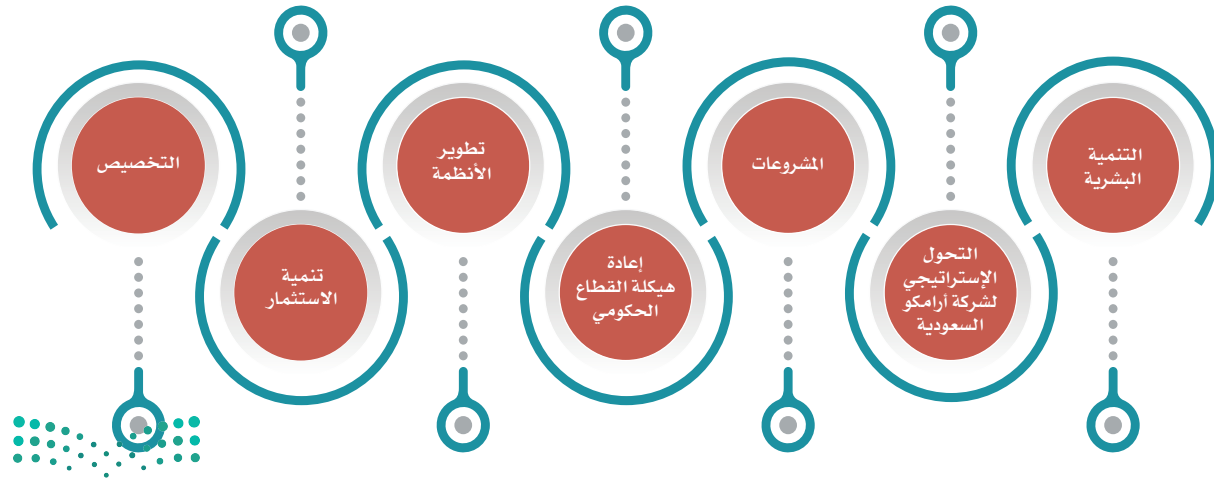 التنمية
البشرية
التحول
الإستراتيجي
لشركة أرامكو
السعودية
المشروعات
إعادة
هيكلة القطاع
الحكومي
تطوير
الأنظمة
تنمية
الاستثمار
التخصيص